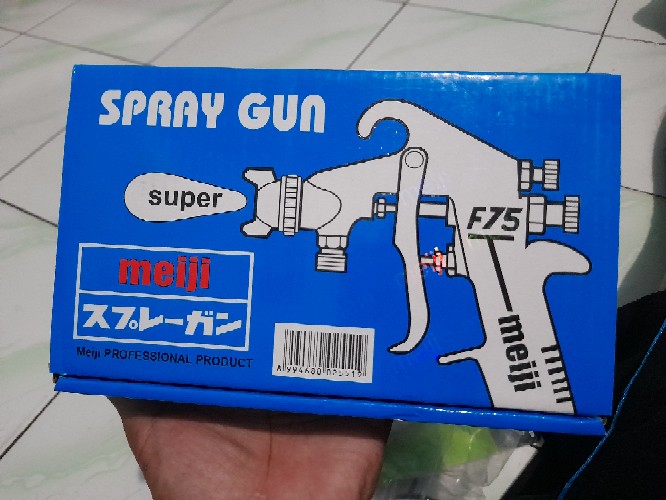 SPRAY GUN
super
F75
meiji
meiji
スプレーガン
Meiji PROFESSIONAL PRODUCT